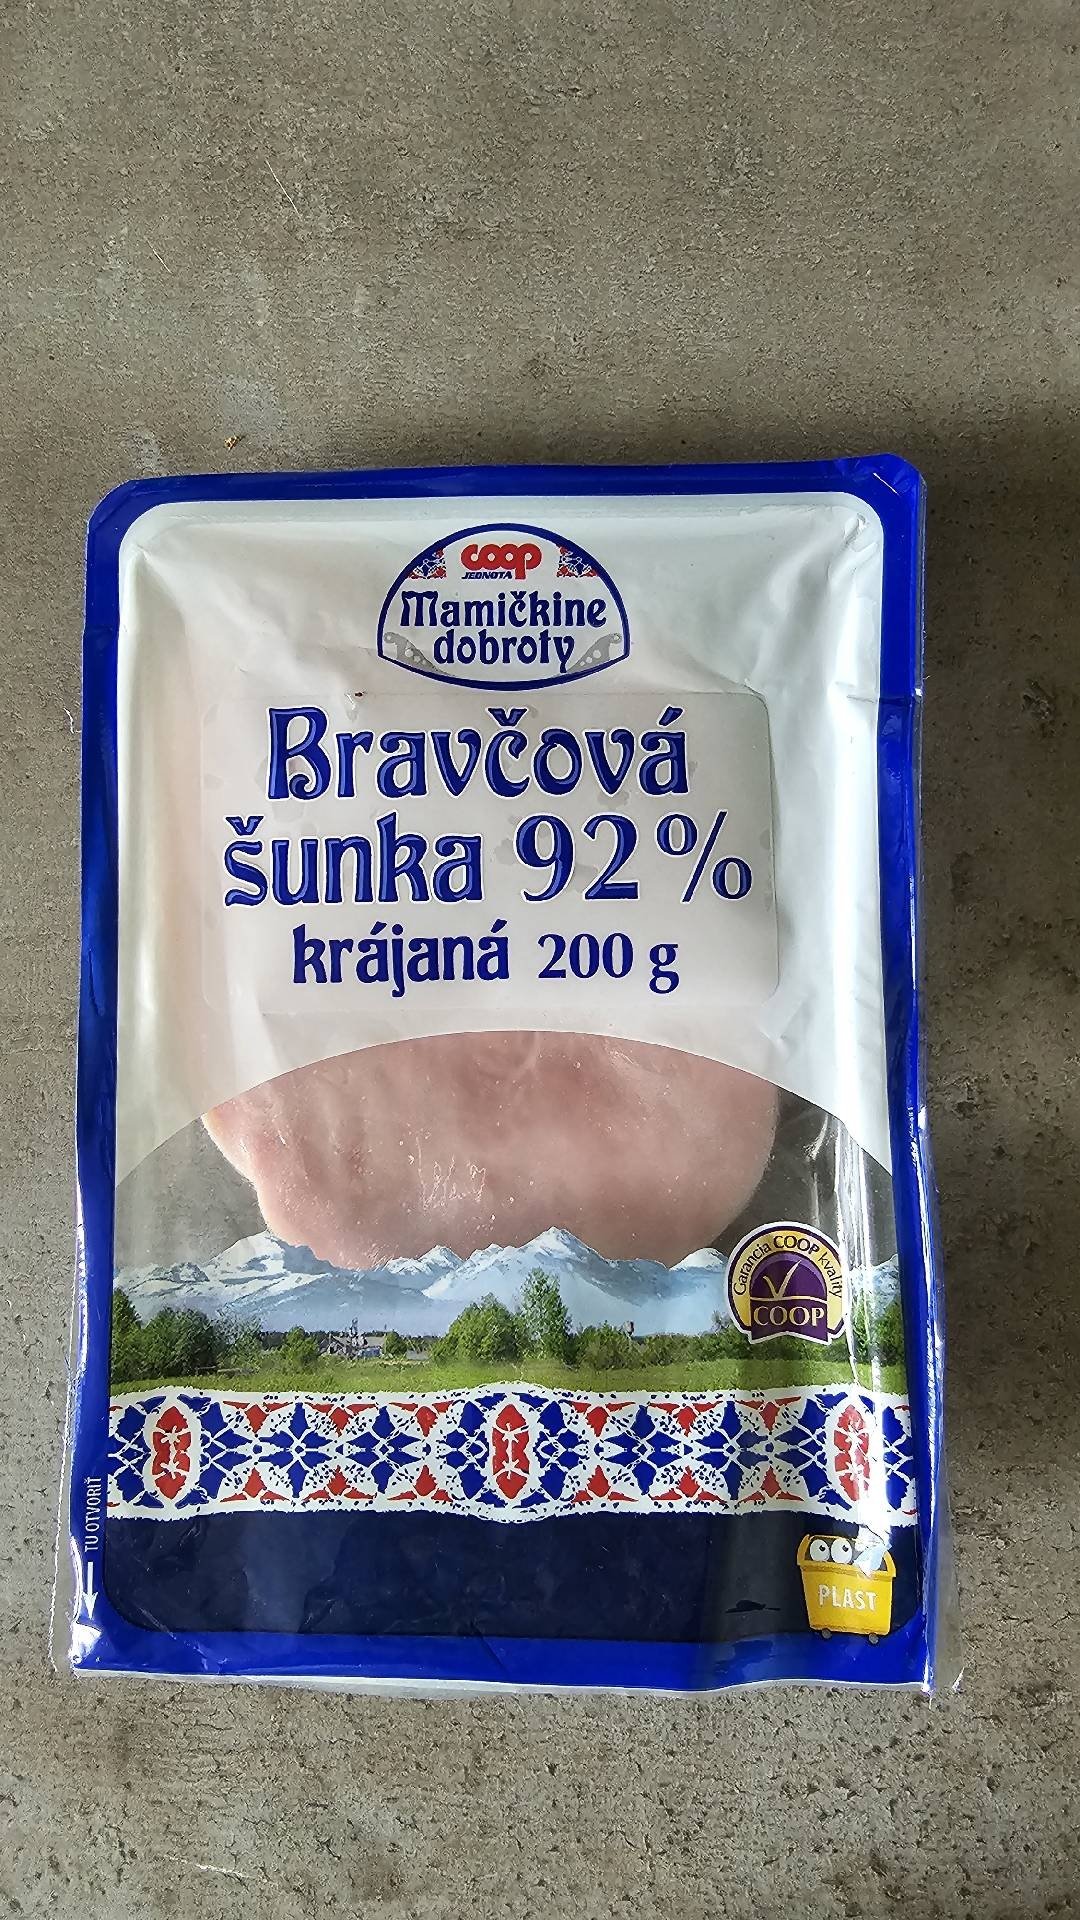 coop
JEDNOTA
Mamičkine
dobroty
Bravčová
šunka 92%
krájaná 200 g
Garancia COOP kvality
COOP
TU OTVORIŤ
PLAST